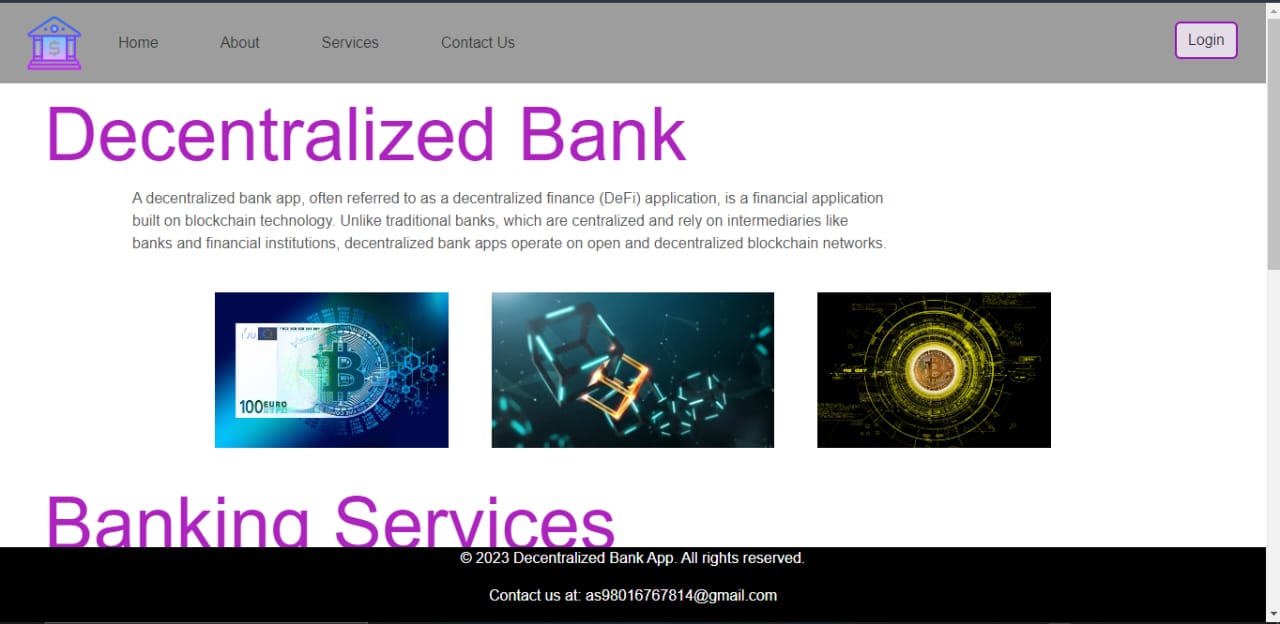 Home About Services Contact Us Login
Decentralized Bank
A decentralized bank app, often referred to as a decentralized finance (DeFi) application, is a financial application
built on blockchain technology. Unlike traditional banks, which are centralized and rely on intermediaries like
banks and financial institutions, decentralized bank apps operate on open and decentralized blockchain networks.
100EURO
Banking Services
© 2023 Decentralized Bank App. All rights reserved.
Contact us at: as98016767814@gmail.com